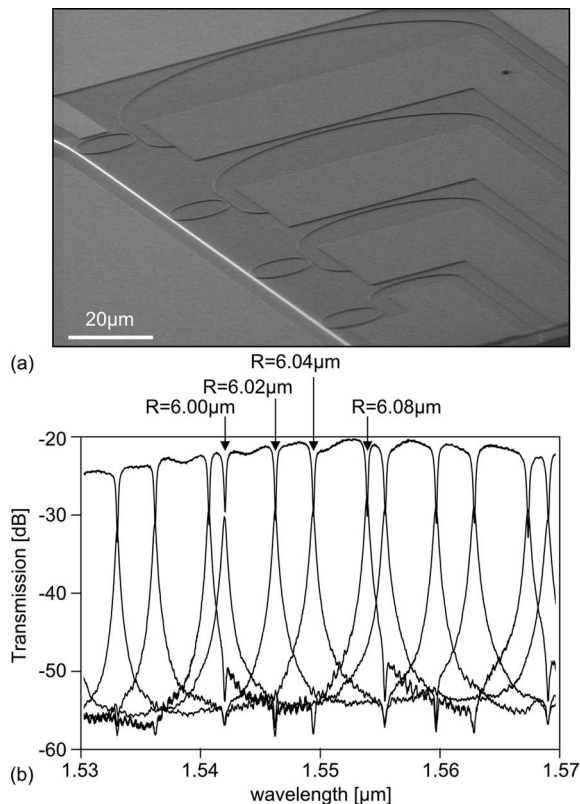 20µm
(a)
R=6.04µm
R=6.02µm
R=6.00µm
R=6.08µm
-20
-30
-40
-50
-60
Transmission [dB]
1.53
1.54
1.555
1.56
1.57
(b)
wavelength [µm]